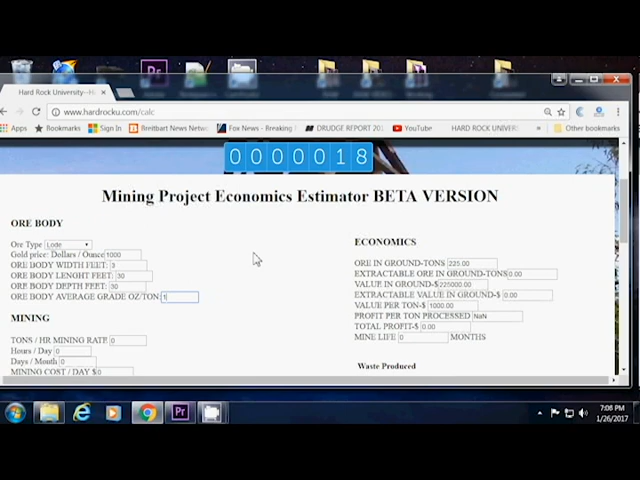 Hard Rock University--H
www.hardrocku.com/calc
Apps Bookmarks Sign In Breitbart News Netwo Fox News - Breaking DRUDGE REPORT 201 YouTube HARD ROCK UNIVER » Other bookmarks
0000018
Mining Project Economics Estimator BETA VERSION
ORE BODY
Ore Type Lode
Gold price: Dollars / Ounce 1000
ORE BODY WIDTH FEET: 3
ORE BODY LENGHT FEET: 30
ORE BODY DEPTH FEET: 30
ORE BODY AVERAGE GRADE OZ/TON 1
MINING
TONS / HR MINING RATE 0
Hours / Day 0
Days / Month 0
MINING COST / DAY $ 0
ECONOMICS
ORE IN GROUND-TONS 225.00
EXTRACTABLE ORE IN GROUND-TONS 0.00
VALUE IN GROUND-$ 225000.00
EXTRACTABLE VALUE IN GROUND-$ 0.00
VALUE PER TON-$ 1000.00
PROFIT PER TON PROCESSED NaN
TOTAL PROFIT-$ 0.00
MINE LIFE 0 MONTHS
Waste Produced
7:06 PM
1/26/2017